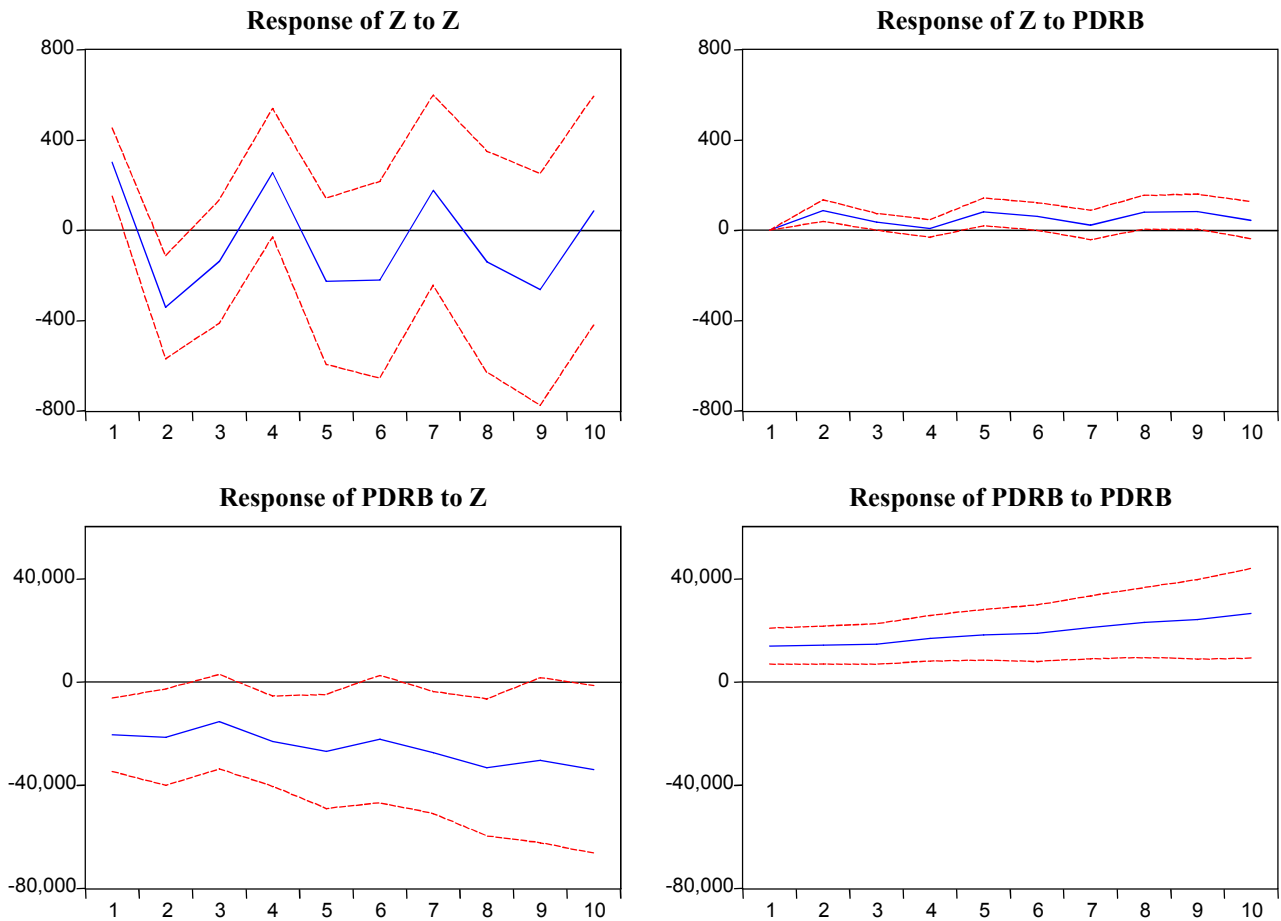 Response of Z to Z
800
400
0
-400
-800
1 2 3 4 5 6 7 8 9 10
Response of Z to PDRB
800
400
0
-400
-800
1 2 3 4 5 6 7 8 9 10
Response of PDRB to Z
40,000
0
-40,000
-80,000
1 2 3 4 5 6 7 8 9 10
Response of PDRB to PDRB
40,000
0
-40,000
-80,000
1 2 3 4 5 6 7 8 9 10